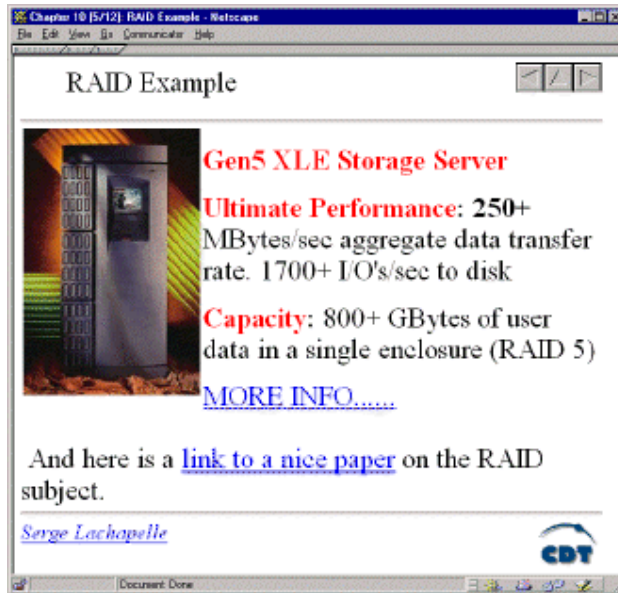 Chapter 10 [5/12]: RAID Example - Netscape
File Edit View Go Communicator Help
RAID Example
Gen5 XLE Storage Server
Ultimate Performance: 250+
MBytes/sec aggregate data transfer
rate. 1700+ I/O's/sec to disk
Capacity: 800+ GBytes of user
data in a single enclosure (RAID 5)
MORE INFO......
And here is a link to a nice paper on the RAID
subject.
Serge Lachapelle
CDT
Document Done